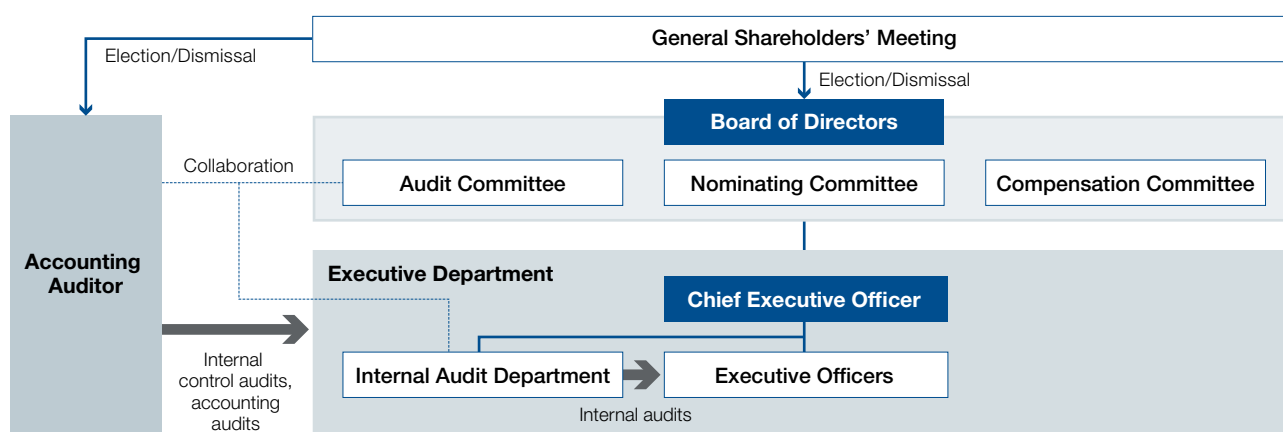 General Shareholders' Meeting
Election/Dismissal
Election/Dismissal
Board of Directors
Collaboration
Audit Committee
Nominating Committee
Compensation Committee
Accounting
Auditor
Executive Department
Chief Executive Officer
Internal
control audits,
accounting
audits
Internal Audit Department
Executive Officers
Internal audits